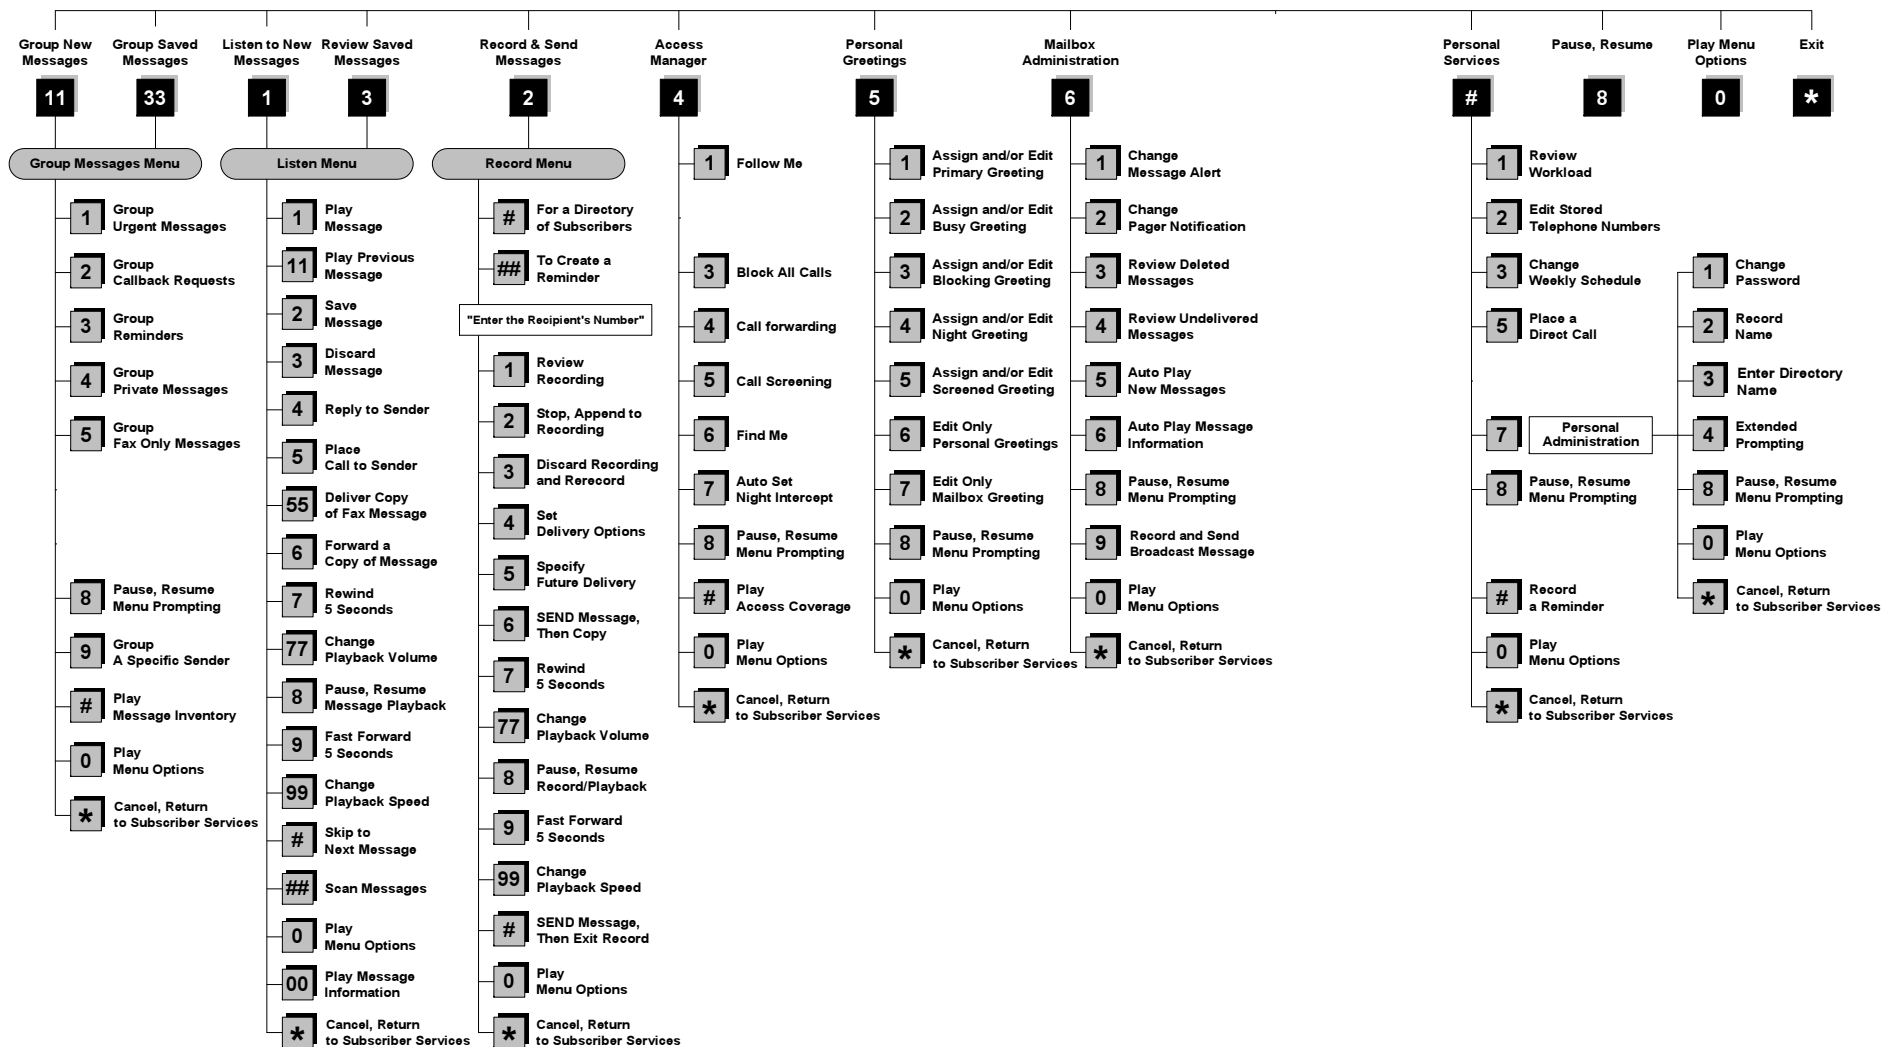 Group New
Messages
11
Group Saved
Messages
33
Listen to New
Messages
1
Review Saved
Messages
3
Record & Send
Messages
2
Access
Manager
4
Personal
Greetings
5
Mailbox
Administration
6
Personal
Services
#
Pause, Resume
8
Play Menu
Options
0
Exit
*
Group Messages Menu
1
Group
Urgent Messages
2
Group
Callback Requests
3
Group
Reminders
4
Group
Private Messages
5
Group
Fax Only Messages
8
Pause, Resume
Menu Prompting
9
Group
A Specific Sender
#
Play
Message Inventory
0
Play
Menu Options
*
Cancel, Return
to Subscriber Services
Listen Menu
1
Play
Message
11
Play Previous
Message
2
Save
Message
3
Discard
Message
4
Reply to Sender
5
Place
Call to Sender
55
Deliver Copy
of Fax Message
6
Forward a
Copy of Message
7
Rewind
5 Seconds
77
Change
Playback Volume
8
Pause, Resume
Message Playback
9
Fast Forward
5 Seconds
99
Change
Playback Speed
#
Skip to
Next Message
##
Scan Messages
0
Play
Menu Options
00
Play Message
Information
*
Cancel, Return
to Subscriber Services
Record Menu
#
For a Directory
of Subscribers
##
To Create a
Reminder
"Enter the Recipient's Number"
1
Review
Recording
2
Stop, Append to
Recording
3
Discard Recording
and Rerecord
4
Set
Delivery Options
5
Specify
Future Delivery
6
SEND Message,
Then Copy
7
Rewind
5 Seconds
77
Change
Playback Volume
8
Pause, Resume
Record/Playback
9
Fast Forward
5 Seconds
99
Change
Playback Speed
#
SEND Message,
Then Exit Record
0
Play
Menu Options
*
Cancel, Return
to Subscriber Services
1
Follow Me
3
Block All Calls
4
Call forwarding
5
Call Screening
6
Find Me
7
Auto Set
Night Intercept
8
Pause, Resume
Menu Prompting
#
Play
Access Coverage
0
Play
Menu Options
*
Cancel, Return
to Subscriber Services
1
Assign and/or Edit
Primary Greeting
2
Assign and/or Edit
Busy Greeting
3
Assign and/or Edit
Blocking Greeting
4
Assign and/or Edit
Night Greeting
5
Assign and/or Edit
Screened Greeting
6
Edit Only
Personal Greetings
7
Edit Only
Mailbox Greeting
8
Pause, Resume
Menu Prompting
0
Play
Menu Options
*
Cancel, Return
to Subscriber Services
1
Change
Message Alert
2
Change
Pager Notification
3
Review Deleted
Messages
4
Review Undelivered
Messages
5
Auto Play
New Messages
6
Auto Play Message
Information
8
Pause, Resume
Menu Prompting
9
Record and Send
Broadcast Message
0
Play
Menu Options
*
Cancel, Return
to Subscriber Services
1
Review
Workload
2
Edit Stored
Telephone Numbers
3
Change
Weekly Schedule
5
Place a
Direct Call
7
Personal
Administration
8
Pause, Resume
Menu Prompting
#
Record
a Reminder
0
Play
Menu Options
*
Cancel, Return
to Subscriber Services
1
Change
Password
2
Record
Name
3
Enter Directory
Name
4
Extended
Prompting
8
Pause, Resume
Menu Prompting
0
Play
Menu Options
*
Cancel, Return
to Subscriber Services